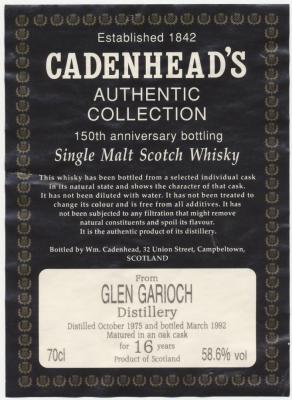 Established 1842
CADENHEAD'S
AUTHENTIC
COLLECTION
150th anniversary bottling
Single Malt Scotch Whisky
This whisky has been bottled from a selected individual cask
in its natural state and shows the character of that cask.
It has not been diluted with water. It has not been treated to
change its colour and is free from all additives. It has
not been subjected to any filtration that might remove
natural constituents and spoil its flavour.
It is the authentic product of its distillery.
Bottled by Wm. Cadenhead, 32 Union Street, Campbeltown,
SCOTLAND
From
GLEN GARIOCH
Distillery
Distilled October 1975 and bottled March 1992
Matured in an oak cask
for 16 years
70cl Product of Scotland 58.6% vol